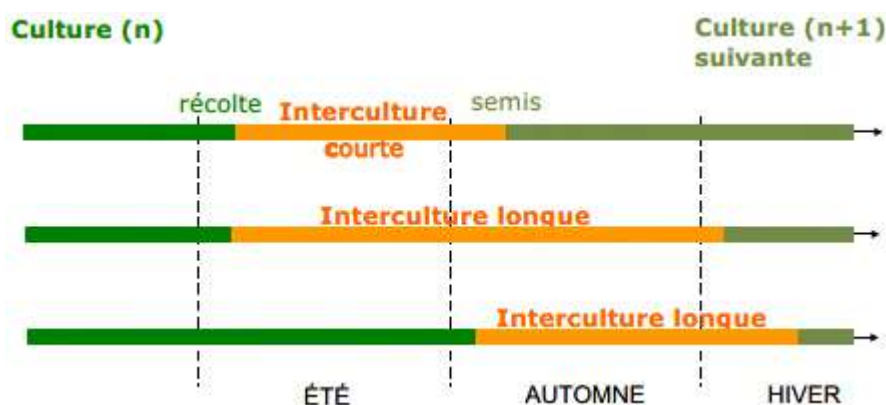 Culture (n)
Culture (n+1)
suivante
récolte
Interculture
courte
semis
Interculture longue
Interculture longue
ÉTÉ
AUTOMNE
HIVER